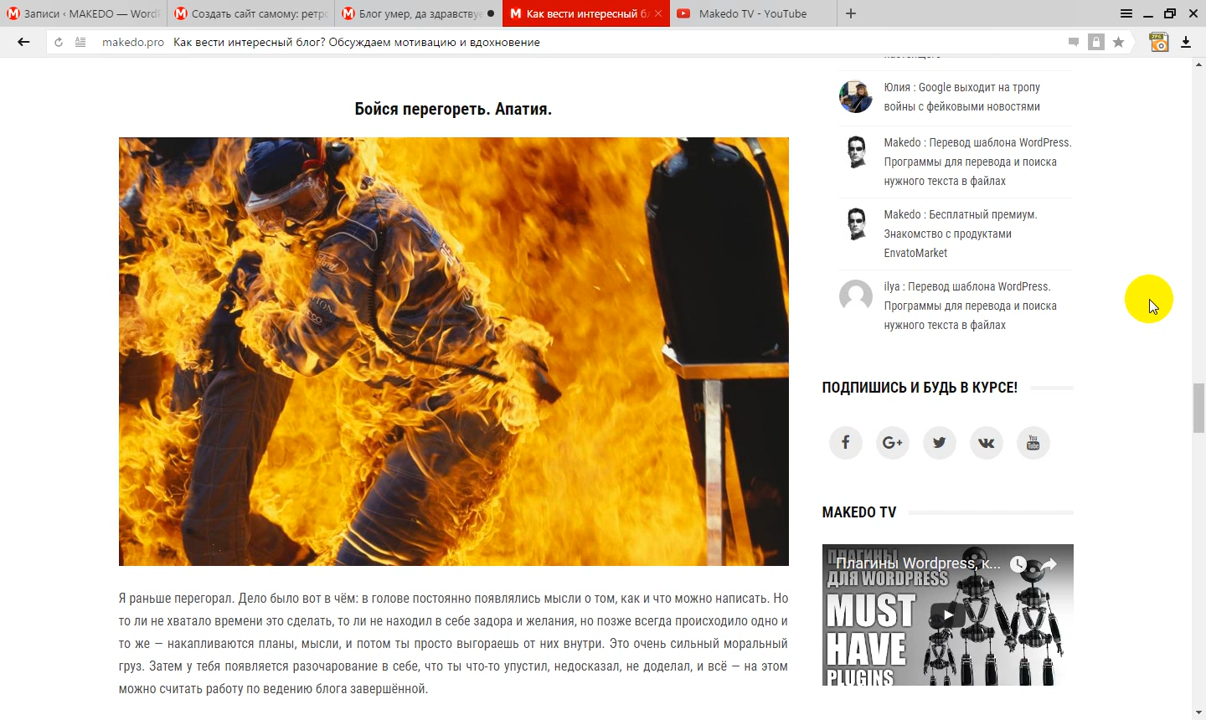 Записи ‹ MAKEDO — Word
Создать сайт самому: ретро
Блог умер, да здравствуе
Как вести интересный б
Makedo TV - YouTube
makedo.pro Как вести интересный блог? Обсуждаем мотивацию и вдохновение
Бойся перегореть. Апатия.
Ford
Я раньше перегорал. Дело было вот в чём: в голове постоянно появлялись мысли о том, как и что можно написать. Но
то ли не хватало времени это сделать, то ли не находил в себе задора и желания, но позже всегда происходило одно и
то же — накапливаются планы, мысли, и потом ты просто выгораешь от них внутри. Это очень сильный моральный
груз. Затем у тебя появляется разочарование в себе, что ты что-то упустил, недосказал, не доделал, и всё — на этом
можно считать работу по ведению блога завершённой.
Юлия : Google выходит на тропу
войны с фейковыми новостями
Makedo : Перевод шаблона WordPress.
Программы для перевода и поиска
нужного текста в файлах
Makedo : Бесплатный премиум.
Знакомство с продуктами
EnvatoMarket
ilya : Перевод шаблона WordPress.
Программы для перевода и поиска
нужного текста в файлах
ПОДПИШИСЬ И БУДЬ В КУРСЕ!
f G+ You Tube
MAKEDO TV
Плагины Wordpress, к...
ПЛАГИНЫ
ДЛЯ WORDPRESS
MUST
HAVE
PLUGINS